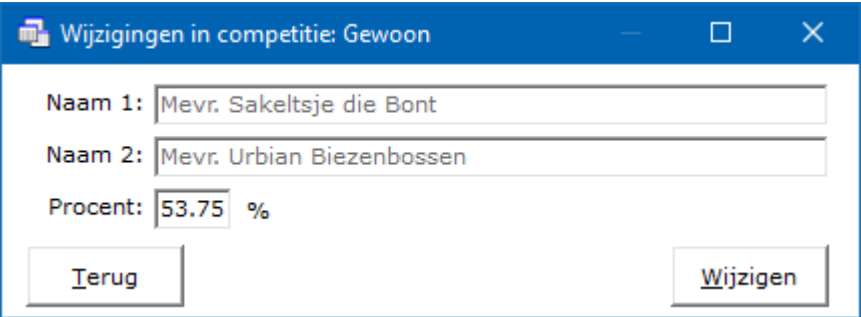 Wijzigingen in competitie: Gewoon
Naam 1: Mevr. Sakeltsje die Bont
Naam 2: Mevr. Urbian Biezenbossen
Procent: 53.75 %
Terug Wijzigen